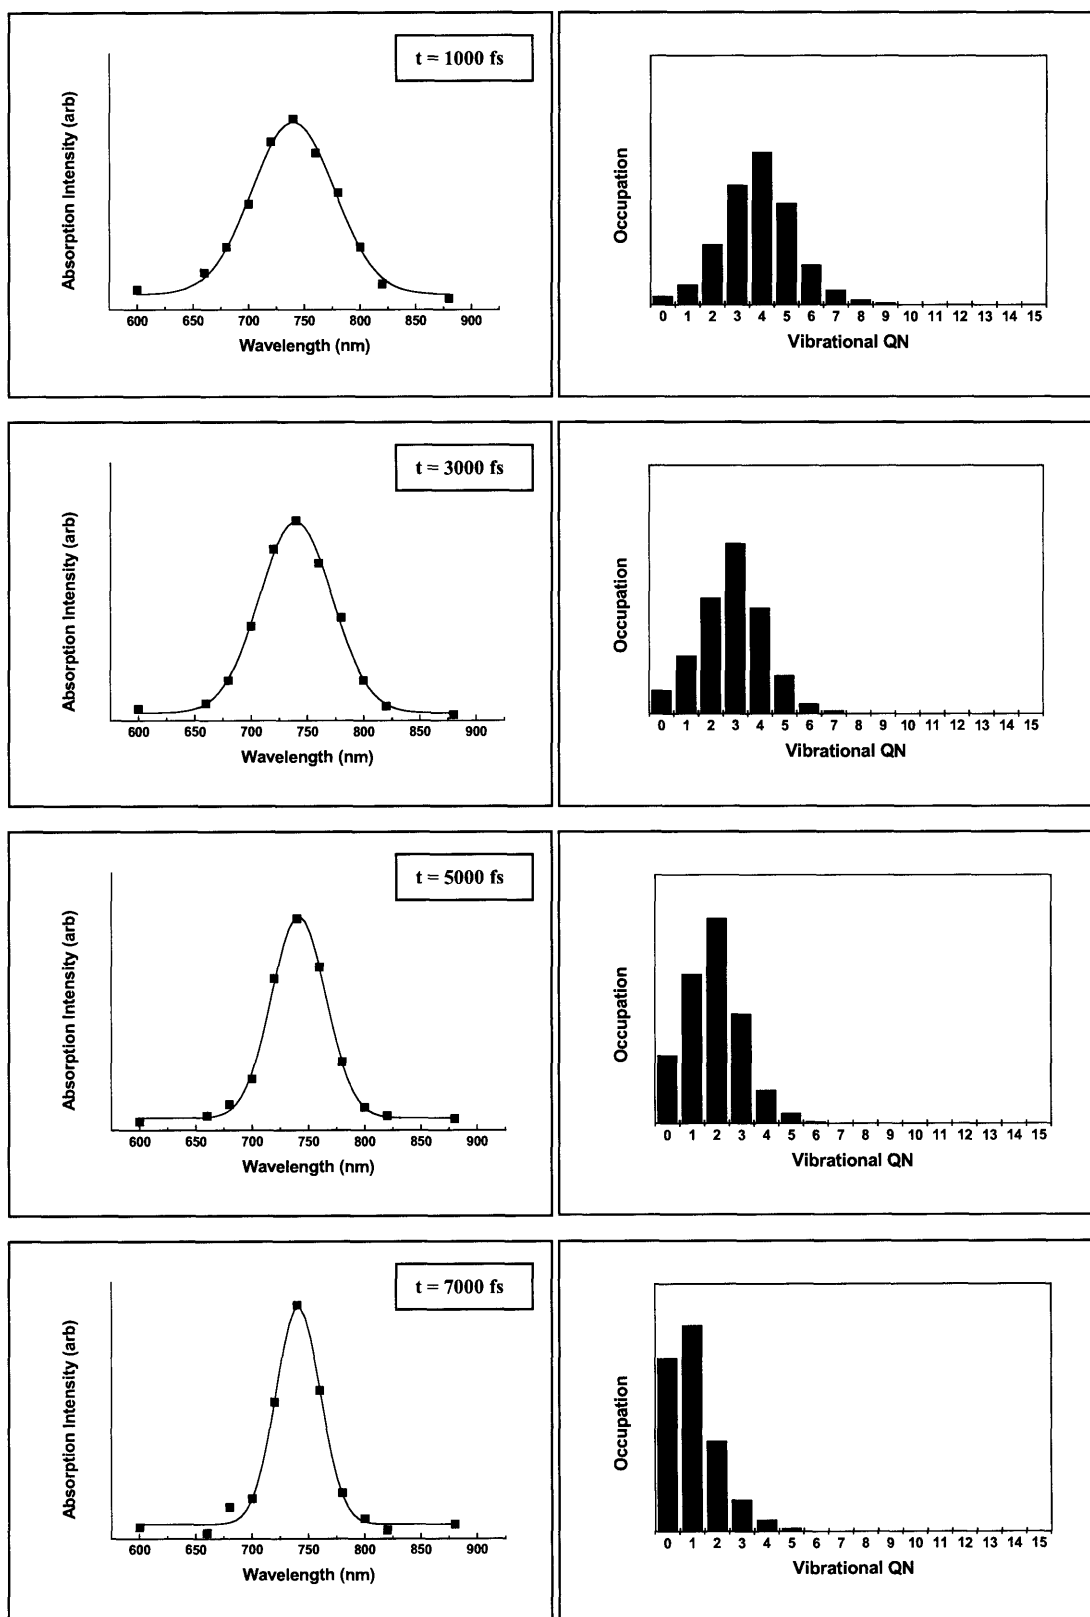 t = 1000 fs
Absorption Intensity (arb)
600 650 700 750 800 850 900
Wavelength (nm)
Occupation
0 1 2 3 4 5 6 7 8 9 10 11 12 13 14 15
Vibrational QN
t = 3000 fs
Absorption Intensity (arb)
600 650 700 750 800 850 900
Wavelength (nm)
Occupation
0 1 2 3 4 5 6 7 8 9 10 11 12 13 14 15
Vibrational QN
t = 5000 fs
Absorption Intensity (arb)
600 650 700 750 800 850 900
Wavelength (nm)
Occupation
0 1 2 3 4 5 6 7 8 9 10 11 12 13 14 15
Vibrational QN
t = 7000 fs
Absorption Intensity (arb)
600 650 700 750 800 850 900
Wavelength (nm)
Occupation
0 1 2 3 4 5 6 7 8 9 10 11 12 13 14 15
Vibrational QN